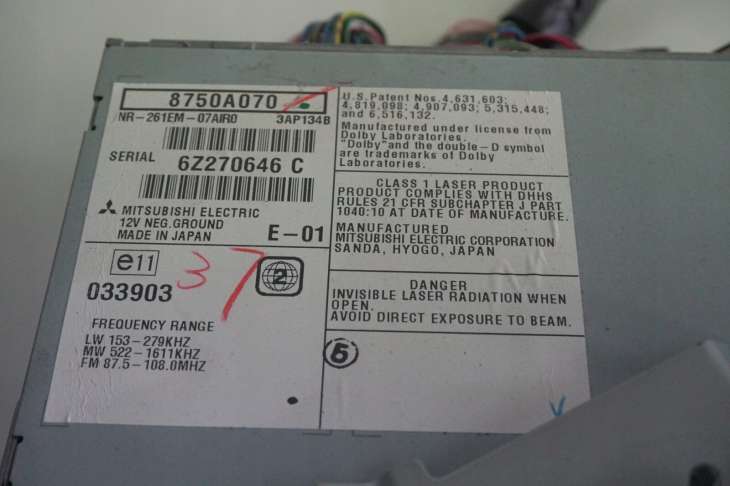 8750A070
NR-261EM-07AIR0 3AP134B
SERIAL 6Z270646 C
MITSUBISHI ELECTRIC
12V NEG.GROUND
MADE IN JAPAN E-01
e11
033903
37
2
FREQUENCY RANGE
LW 153-279KHZ
MW 522-1611KHZ
FM 87.5-108.0MHZ
U.S.Patent Nos.4,631,603;
4,819,098; 4,907,093; 5,315,448;
and 6,516,132.
Manufactured under license from
Dolby Laboratories.
"Dolby"and the double-D symbol
are trademarks of Dolby
Laboratories.
CLASS 1 LASER PRODUCT
PRODUCT COMPLIES WITH DHHS
RULES 21 CFR SUBCHAPTER J PART
1040:10 AT DATE OF MANUFACTURE.
MANUFACTURED
MITSUBISHI ELECTRIC CORPORATION
SANDA, HYOGO, JAPAN
DANGER
INVISIBLE LASER RADIATION WHEN
OPEN.
AVOID DIRECT EXPOSURE TO BEAM.